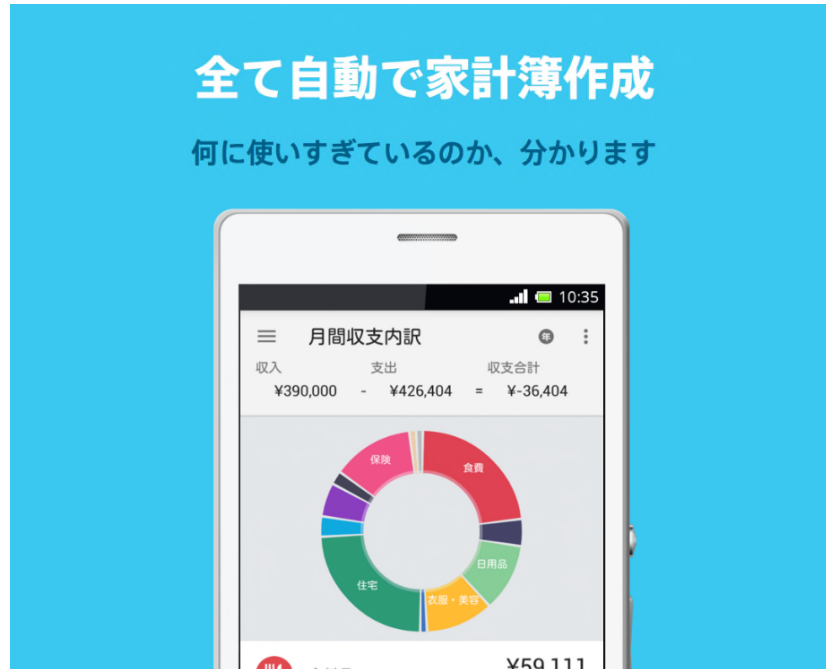 全て自動で家計簿作成
何に使いすぎているのか、分かります
10:35
月間収支内訳 年
収入 支出 収支合計
¥390,000 - ¥426,404 = ¥-36,404
保険
食費
日用品
住宅
衣服・美容
¥59,111